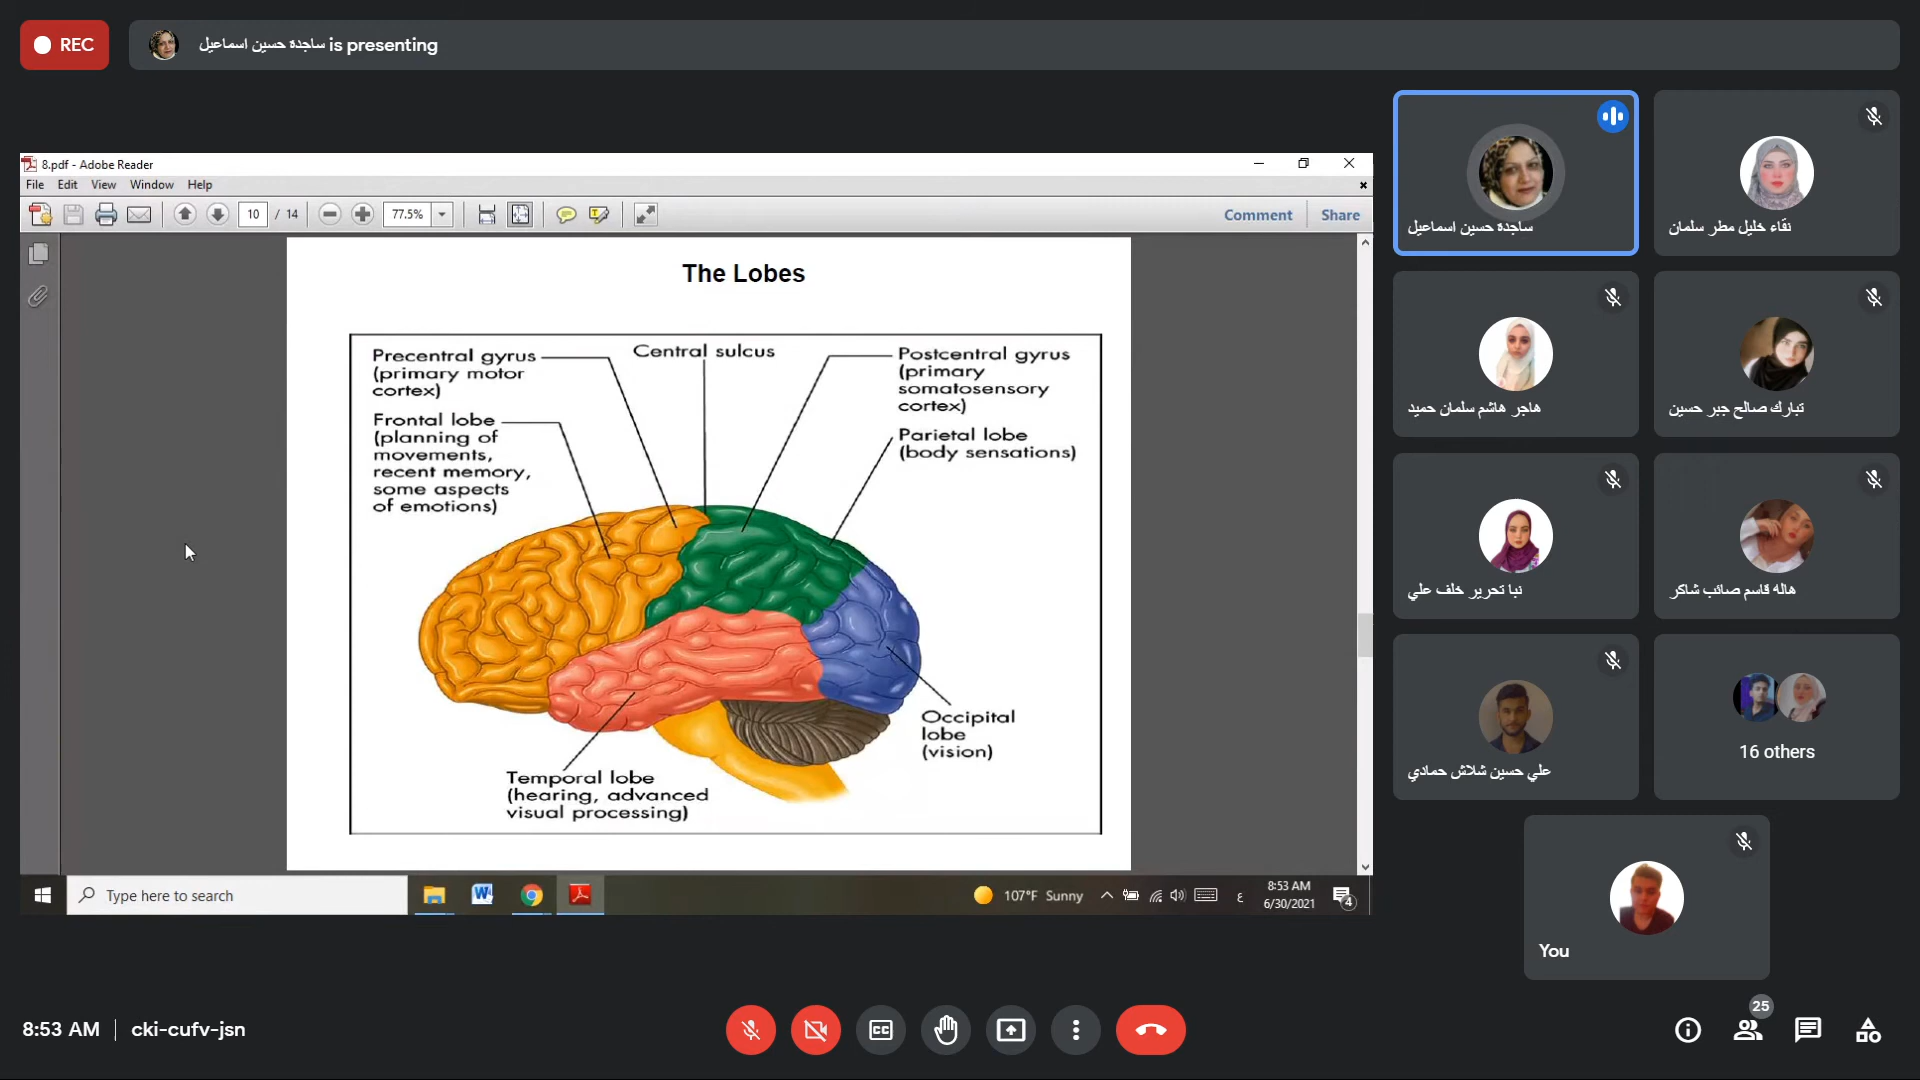 REC
ساجدة حسين اسماعيل is presenting
8.pdf - Adobe Reader
File Edit View Window Help
10 / 14 77.5% Comment Share
The Lobes
Precentral gyrus
(primary motor
cortex)
Central sulcus
Postcentral gyrus
(primary
somatosensory
cortex)
Frontal lobe
(planning of
movements,
recent memory,
some aspects
of emotions)
Parietal lobe
(body sensations)
Occipital
lobe
(vision)
Temporal lobe
(hearing, advanced
visual processing)
Type here to search
107°F Sunny
ع
8:53 AM
6/30/2021
4
ساجدة حسين اسماعيل
نقاء خليل مطر سلمان
هاجر هاشم سلمان حميد
تبارك صالح جبر حسين
نبا تحرير خلف علي
هاله قاسم صائب شاكر
علي حسين شلاش حمادي
16 others
You
8:53 AM | cki-cufv-jsn
CC
25